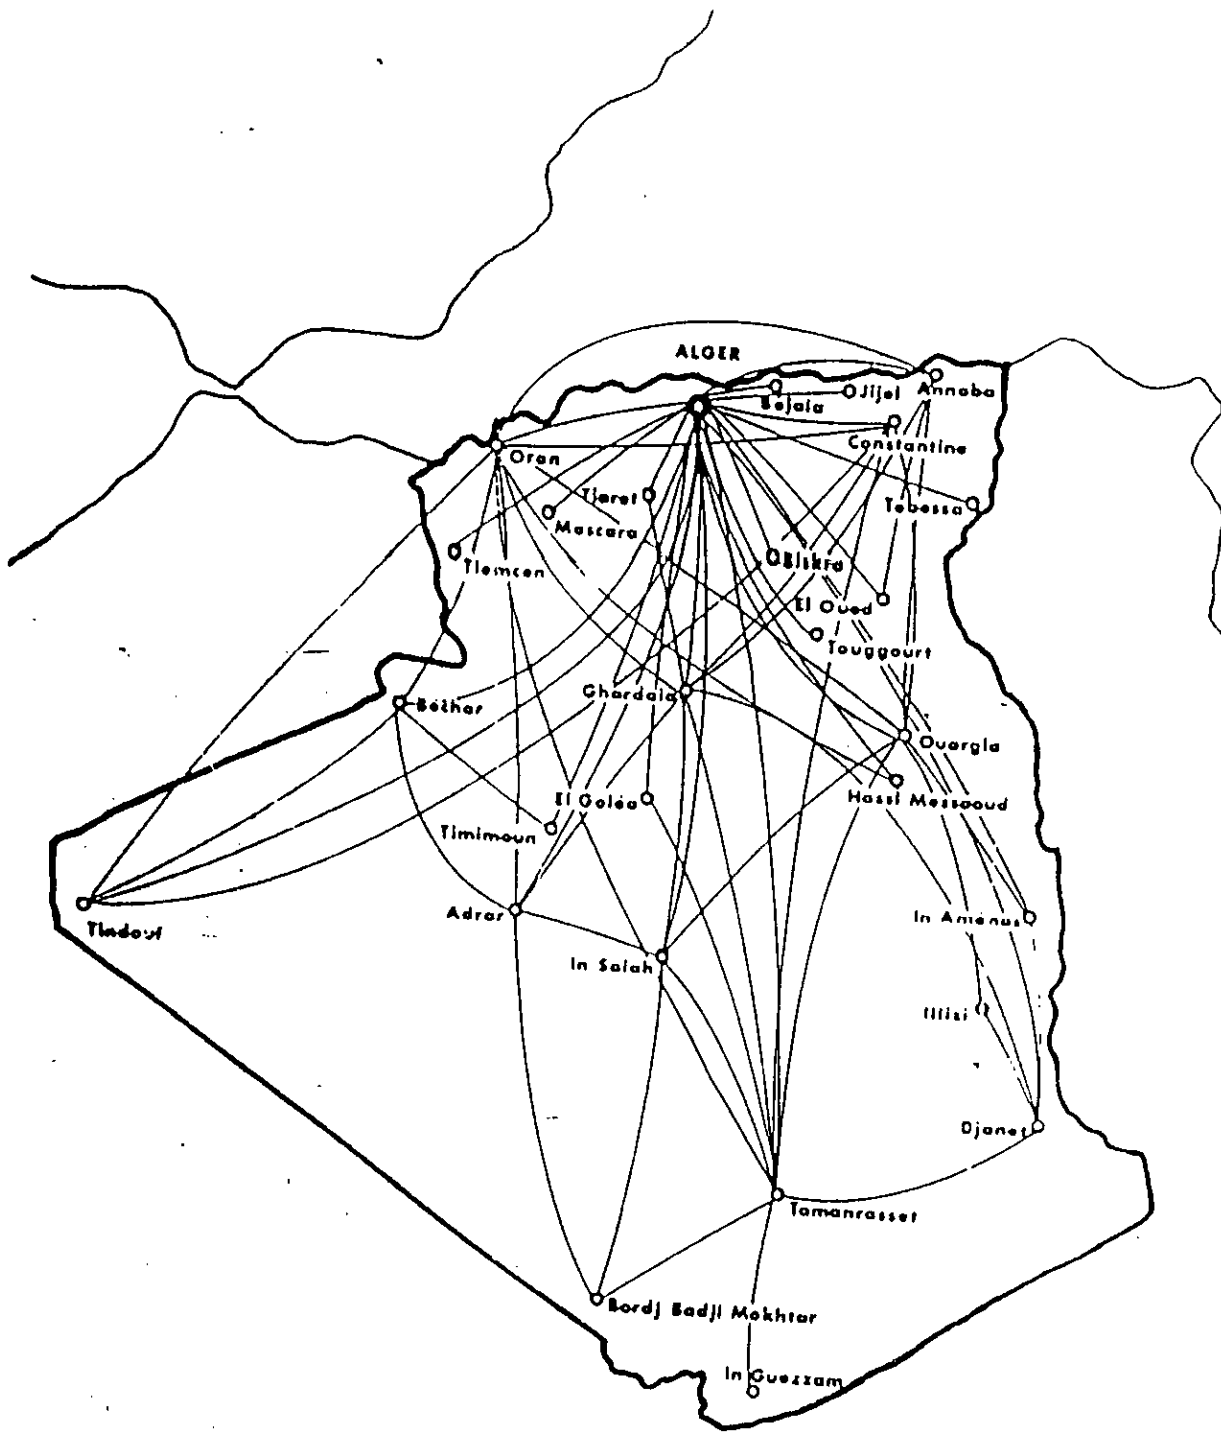 ALGER
Bejaia
Jijel
Annaba
Constantine
Oran
Tiaret
Mascara
Tebessa
Tlemcen
Biskra
El Oued
Touggourt
Ghardaia
Bechar
Ouargla
Hassi Messaoud
El Goléa
Timimoun
Adrar
In Amenas
Tindouf
In Salah
Illizi
Djanet
Tamanrasset
Bordj Badji Mokhtar
In Guezzam